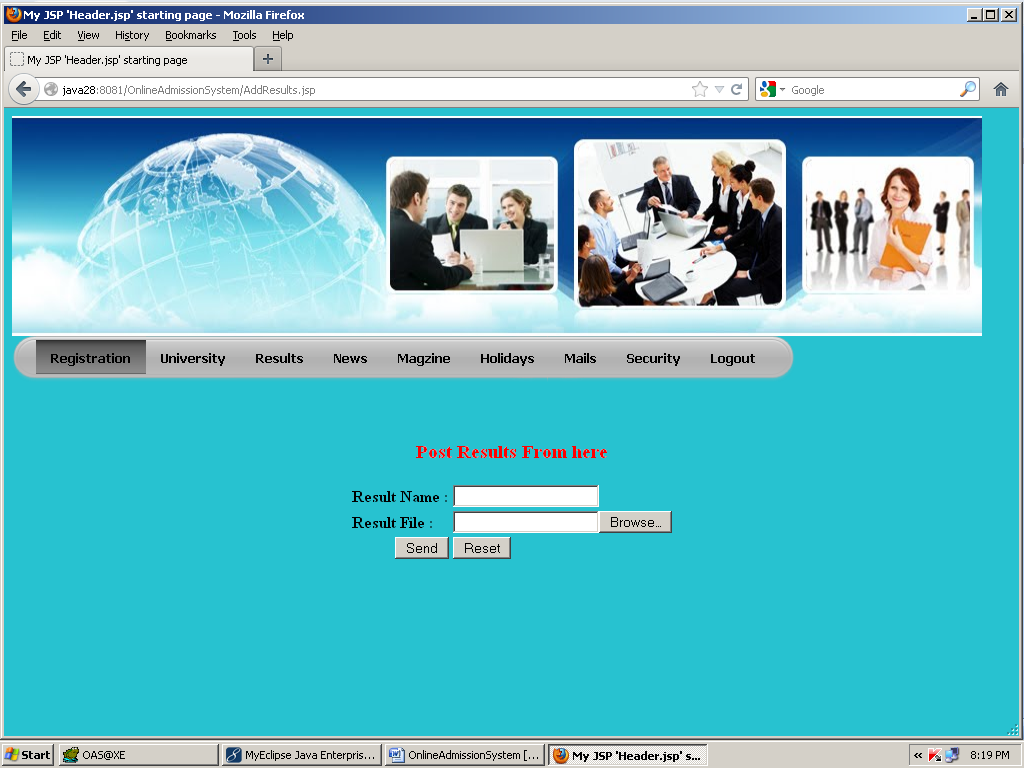 My JSP 'Header.jsp' starting page - Mozilla Firefox
File Edit View History Bookmarks Tools Help
My JSP 'Header.jsp' starting page
java28:8081/OnlineAdmissionSystem/AddResults.jsp
Google
Registration University Results News Magzine Holidays Mails Security Logout
Post Results From here
Result Name :
Result File : Browse...
Send Reset
Start OAS@XE MyEclipse Java Enterpris... OnlineAdmissionSystem [... My JSP 'Header.jsp' s... 8:19 PM